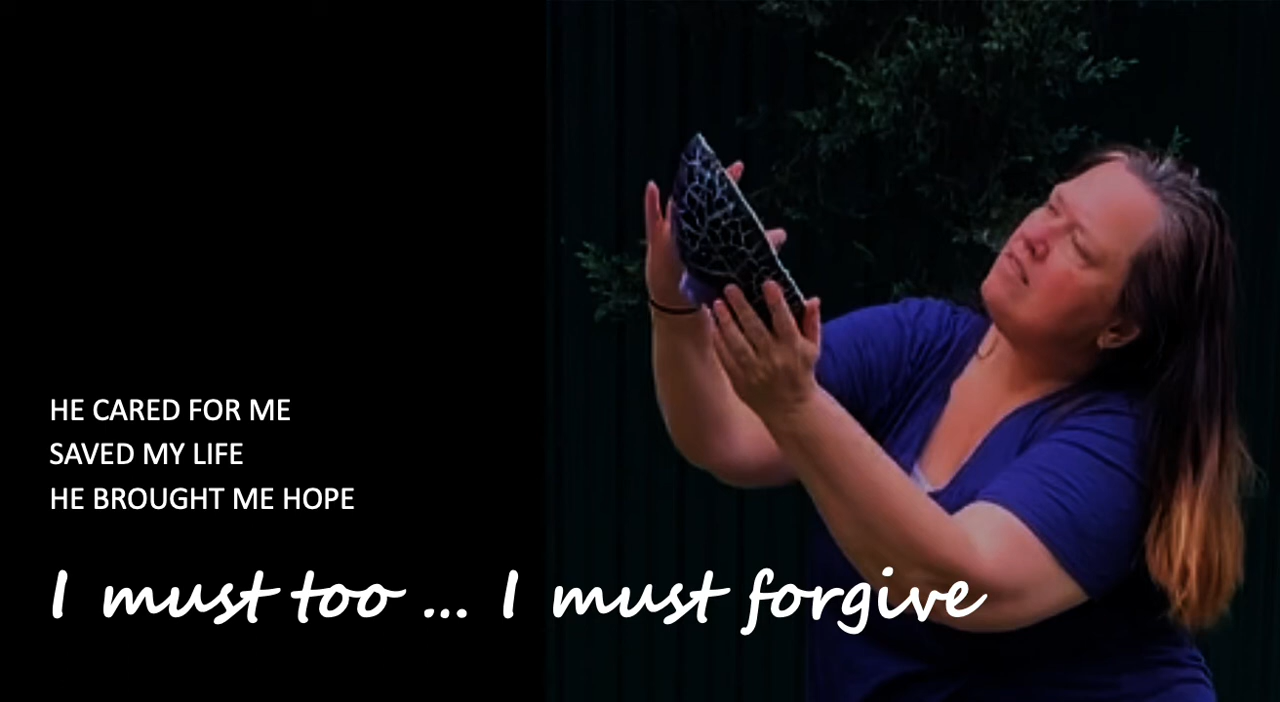 HE CARED FOR ME
SAVED MY LIFE
HE BROUGHT ME HOPE
I must too ... I must forgive